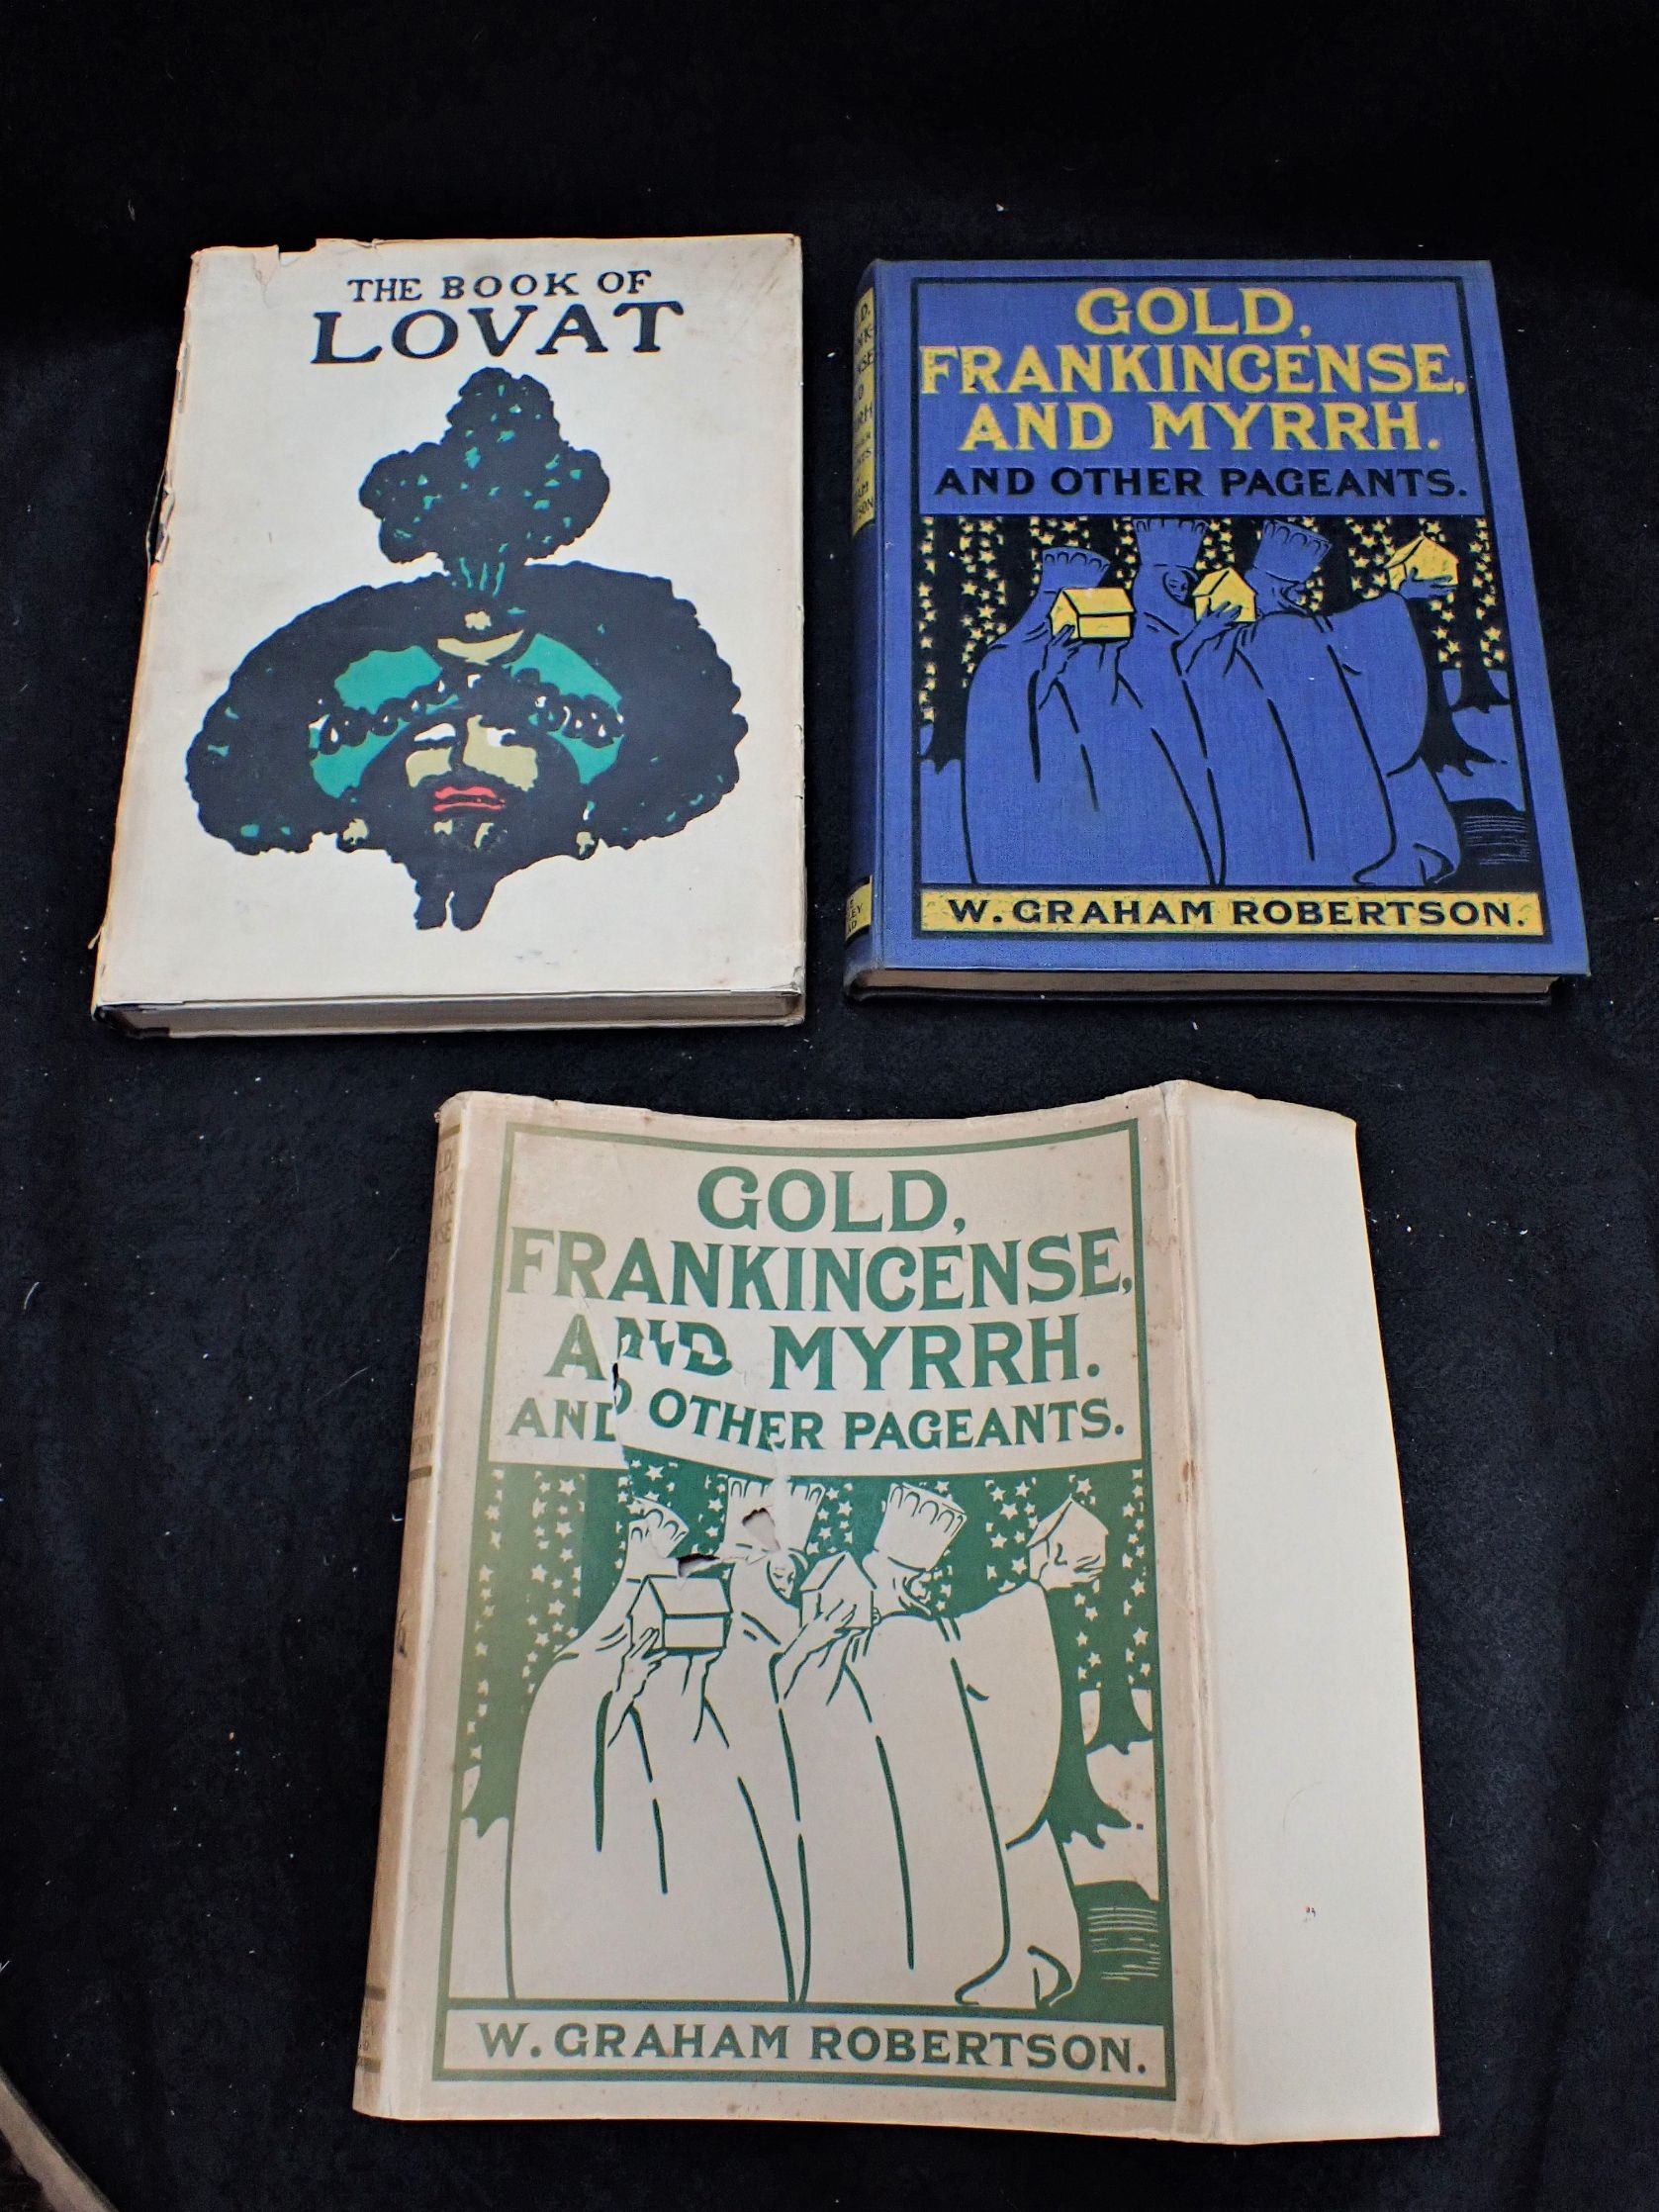 THE BOOK OF
LOVAT
GOLD,
FRANKINCENSE,
AND MYRRH.
AND OTHER PAGEANTS.
W. GRAHAM ROBERTSON.
GOLD,
FRANKINCENSE,
AND MYRRH.
AND OTHER PAGEANTS.
W. GRAHAM ROBERTSON.